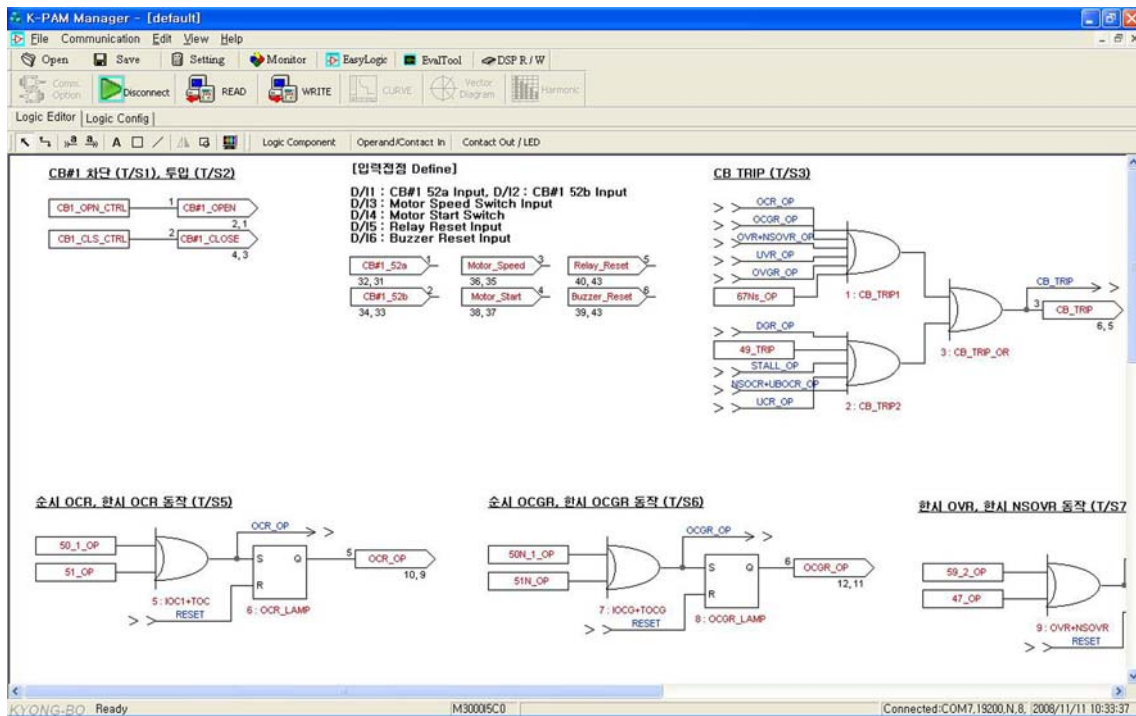 K-PAM Manager - [default]
File Communication Edit View Help
Open Save Setting Monitor EasyLogic EvalTool DSP R / W
Comm. Option Disconnect READ WRITE CURVE Vector Diagram Harmonic
Logic Editor Logic Config
A Logic Component Operand/Contact In Contact Out / LED
CB#1 차단 (T/S1), 투입 (T/S2)
CB1_OPN_CTRL 1 CB#1_OPEN
2, 1
CB1_CLS_CTRL 2 CB#1_CLOSE
4, 3
[입력접점 Define]
D/I1 : CB#1 52a Input, D/I2 : CB#1 52b Input
D/I3 : Motor Speed Switch Input
D/I4 : Motor Start Switch
D/I5 : Relay Reset Input
D/I6 : Buzzer Reset Input
CB#1_52a 1 Motor_Speed 3 Relay_Reset 5
32, 31 36, 35 40, 43
CB#1_52b 2 Motor_Start 4 Buzzer_Reset 6
34, 33 38, 37 39, 43
CB TRIP (T/S3)
OCR_OP
OCGR_OP
OVR+NSOVR_OP
UVR_OP
OVGR_OP
67Ns_OP
1 : CB_TRIP1
DGR_OP
49_TRIP
STALL_OP
NSOCR+UBOCR_OP
UCR_OP
2 : CB_TRIP2
3 : CB_TRIP_OR
CB_TRIP
3 CB_TRIP
6, 5
순시 OCR, 한시 OCR 동작 (T/S5)
OCR_OP
50_1_OP
51_OP
S Q
R
5 OCR_OP
10, 9
5 : IOC1+TOC
RESET
6 : OCR_LAMP
순시 OCGR, 한시 OCGR 동작 (T/S6)
OCGR_OP
50N_1_OP
51N_OP
S Q
R
6 OCGR_OP
12, 11
7 : IOCG+TOCG
RESET
8 : OCGR_LAMP
한시 OVR, 한시 NSOVR 동작 (T/S7
59_2_OP
47_OP
9 : OVR+NSOVR
RESET
KYONG-BO Ready M3000I5C0 Connected:COM7,19200,N,8, 2008/11/11 10:33:37